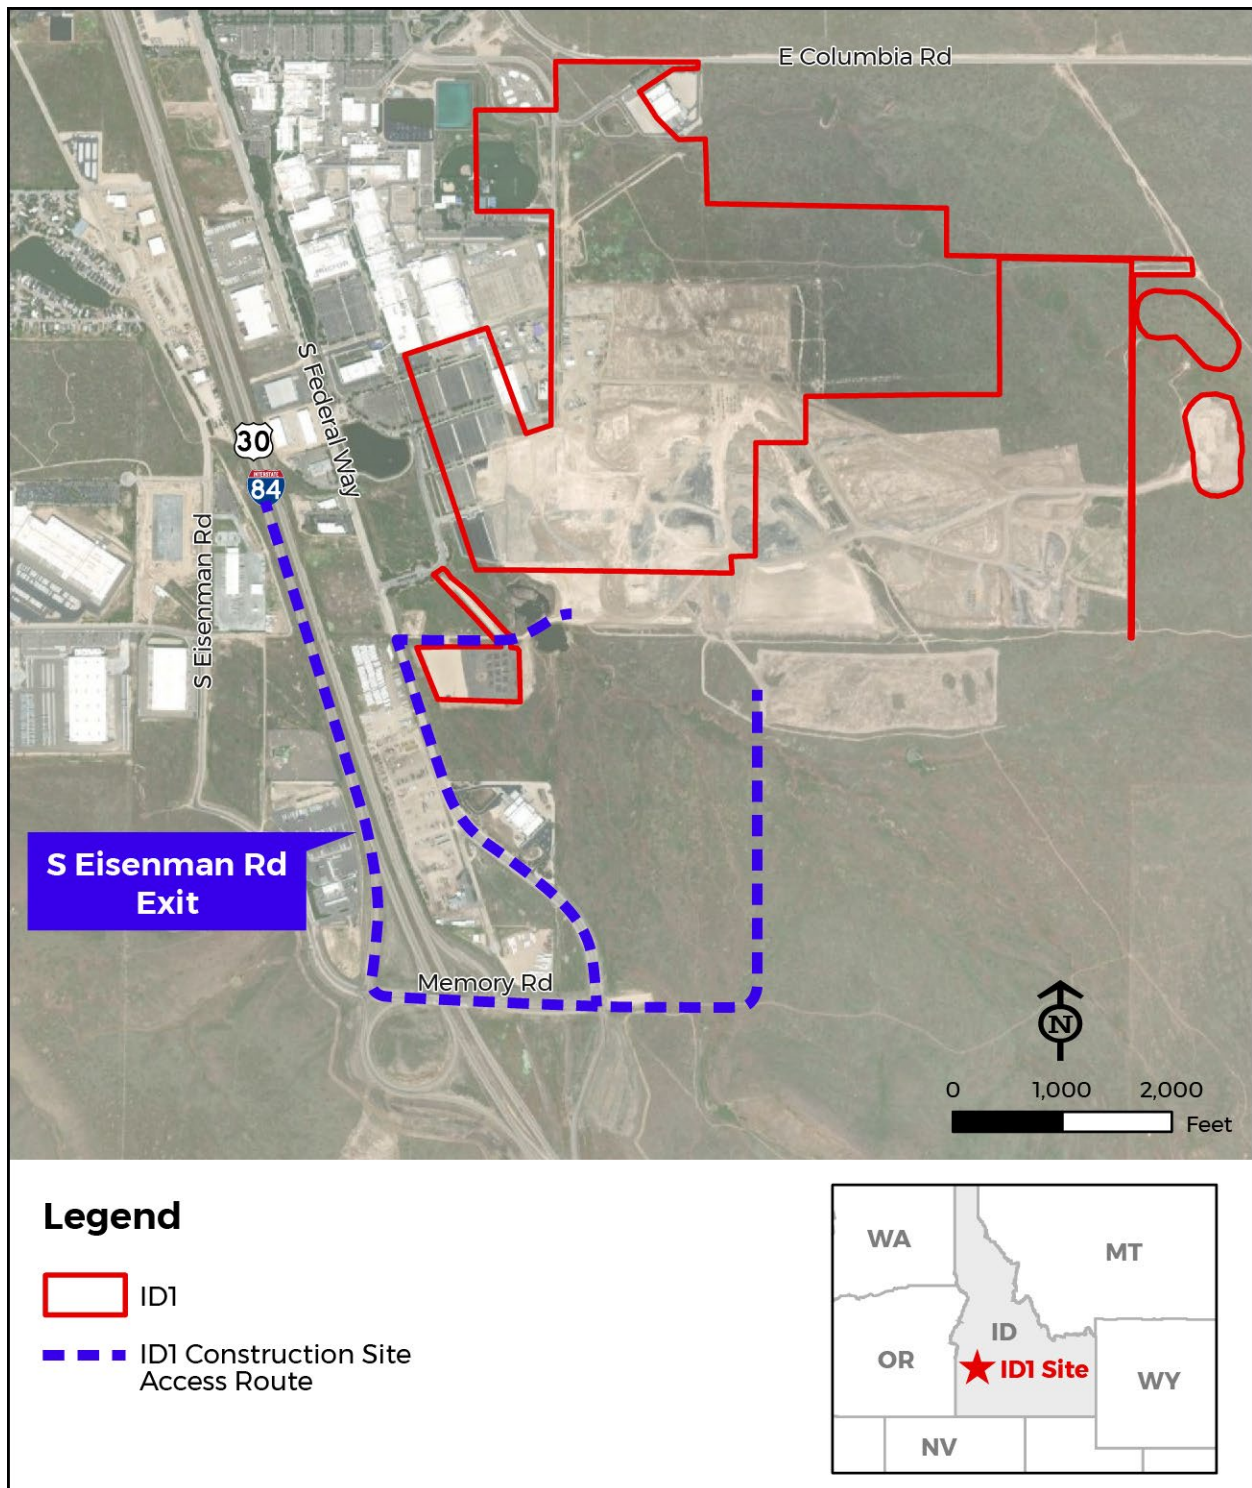 E Columbia Rd
S Federal Way
30
INTERSTATE
84
S Eisenman Rd
S Eisenman Rd
Exit
Memory Rd
N
0 1,000 2,000
Feet
Legend
ID1
ID1 Construction Site
Access Route
WA
MT
ID
OR
ID1 Site
WY
NV